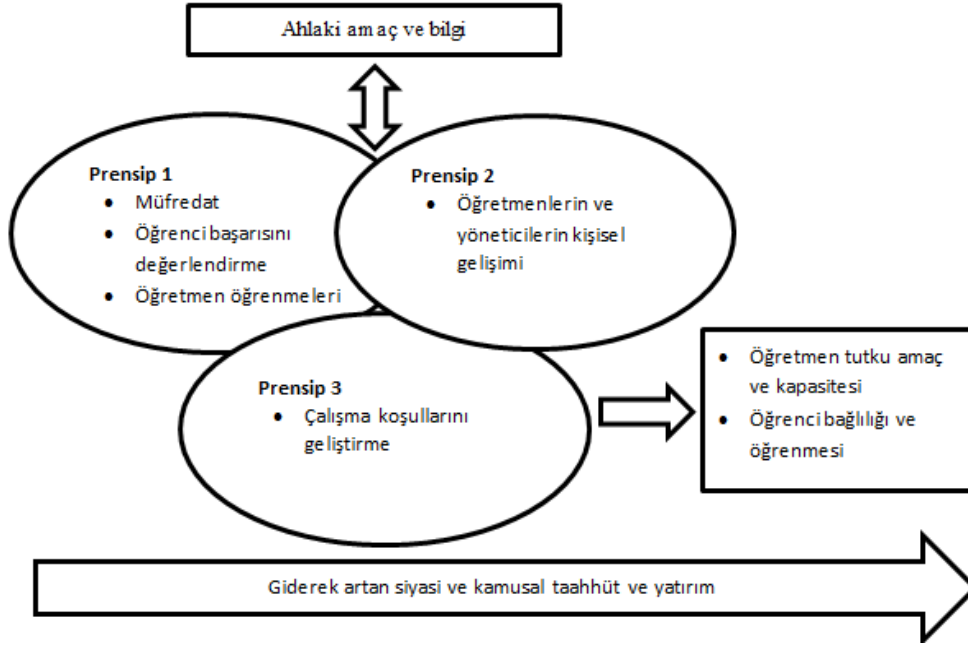 Ahlaki amaç ve bilgi
Prensip 1
• Müfredat
• Öğrenci başarısını
değerlendirme
• Öğretmen öğrenmeleri
Prensip 2
• Öğretmenlerin ve
yöneticilerin kişisel
gelişimi
Prensip 3
• Çalışma koşullarını
geliştirme
• Öğretmen tutku amaç
ve kapasitesi
• Öğrenci bağlılığı ve
öğrenmesi
Giderek artan siyasi ve kamusal taahhüt ve yatırım